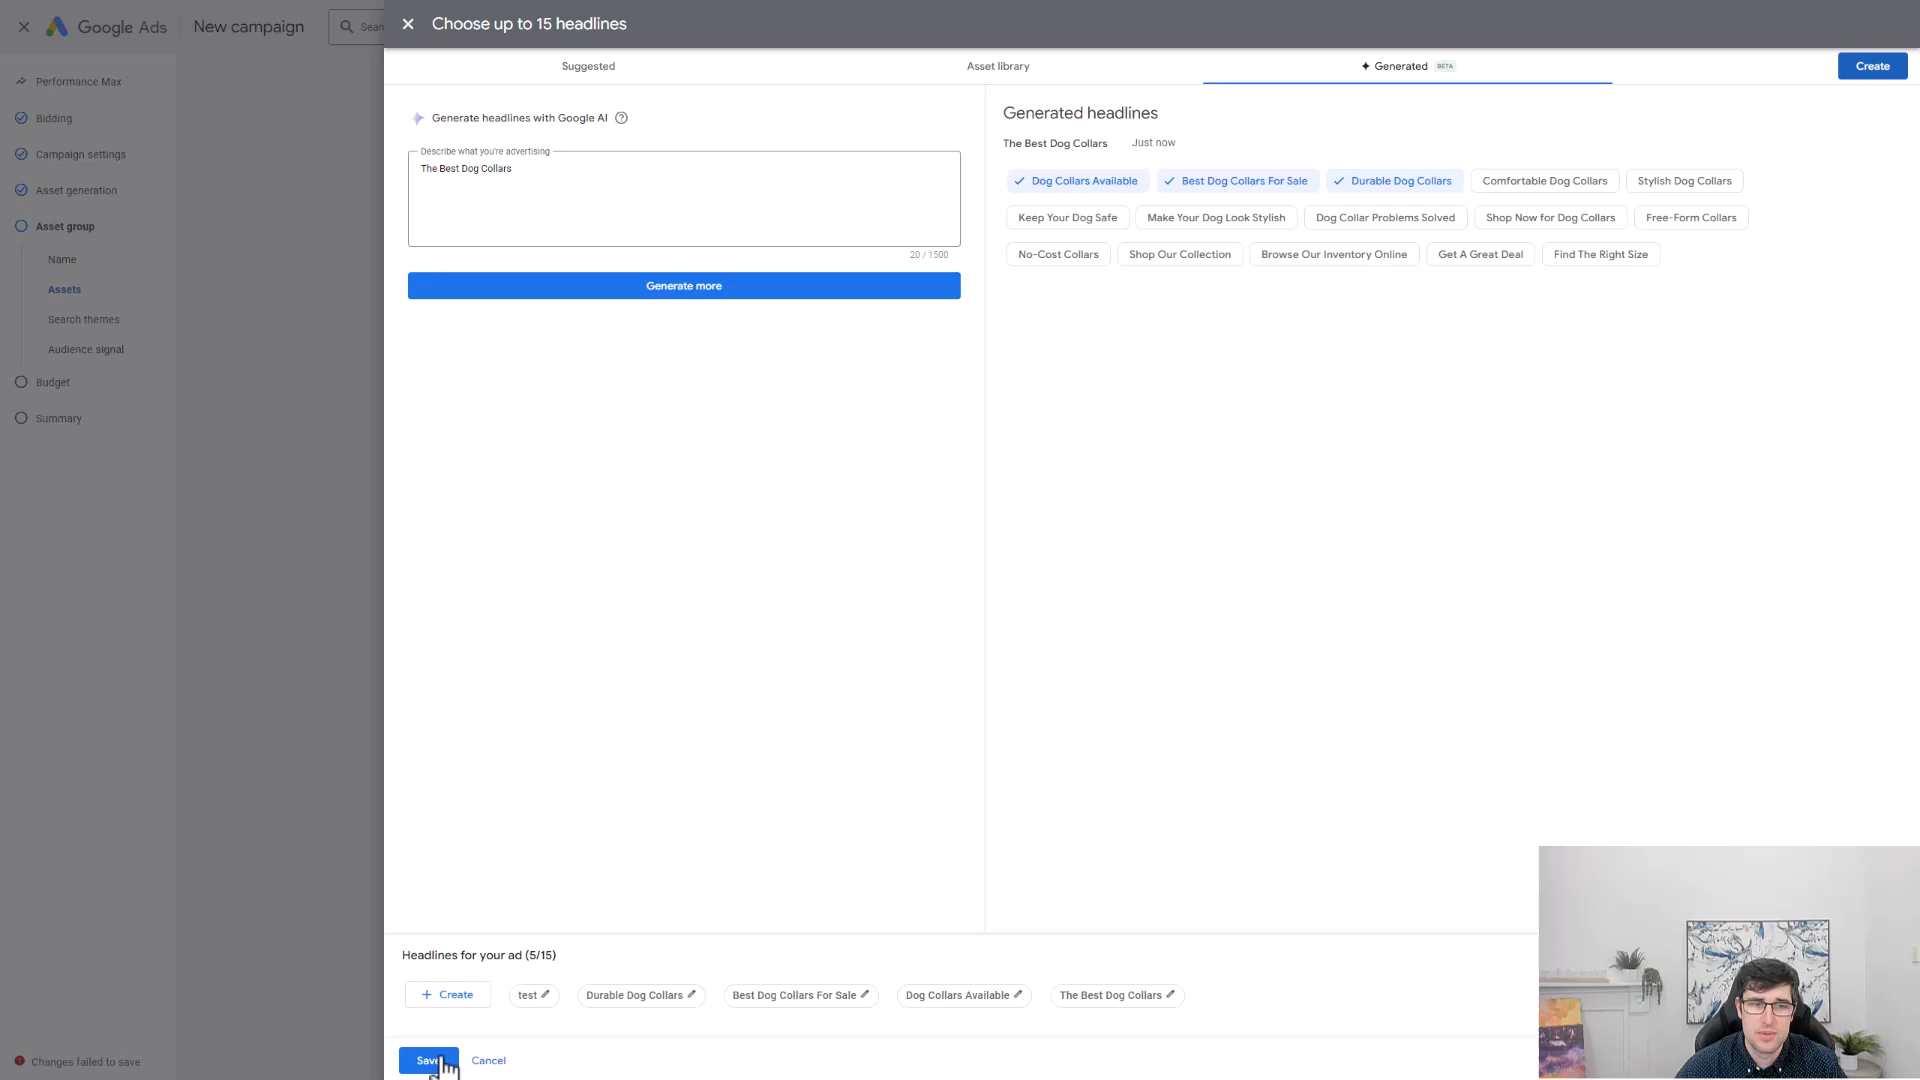 Google Ads
New campaign
Sear
Choose up to 15 headlines
Performance Max
Bidding
Campaign settings
Asset generation
Asset group
Name
Assets
Search themes
Audience signal
Budget
Summary
Changes failed to save
Suggested
Asset library
Generated BETA
Create
Generate headlines with Google AI
Describe what you're advertising
The Best Dog Collars
20 / 1500
Generate more
Generated headlines
The Best Dog Collars Just now
Dog Collars Available Best Dog Collars For Sale Durable Dog Collars Comfortable Dog Collars Stylish Dog Collars
Keep Your Dog Safe Make Your Dog Look Stylish Dog Collar Problems Solved Shop Now for Dog Collars Free-Form Collars
No-Cost Collars Shop Our Collection Browse Our Inventory Online Get A Great Deal Find The Right Size
Headlines for your ad (5/15)
+ Create test Durable Dog Collars Best Dog Collars For Sale Dog Collars Available The Best Dog Collars
Save Cancel